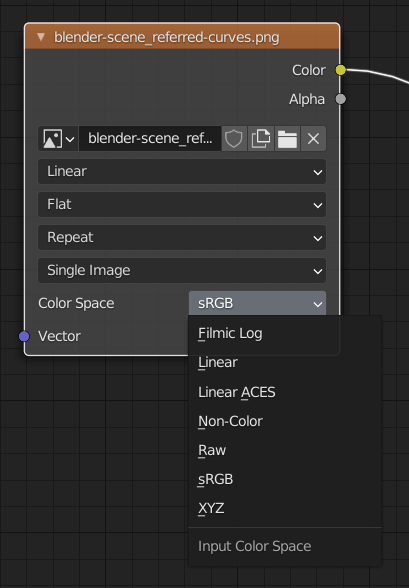 blender-scene_referred-curves.png
Color
Alpha
blender-scene_ref...
Linear
Flat
Repeat
Single Image
Color Space sRGB
Vector
Filmic Log
Linear
Linear ACES
Non-Color
Raw
sRGB
XYZ
Input Color Space